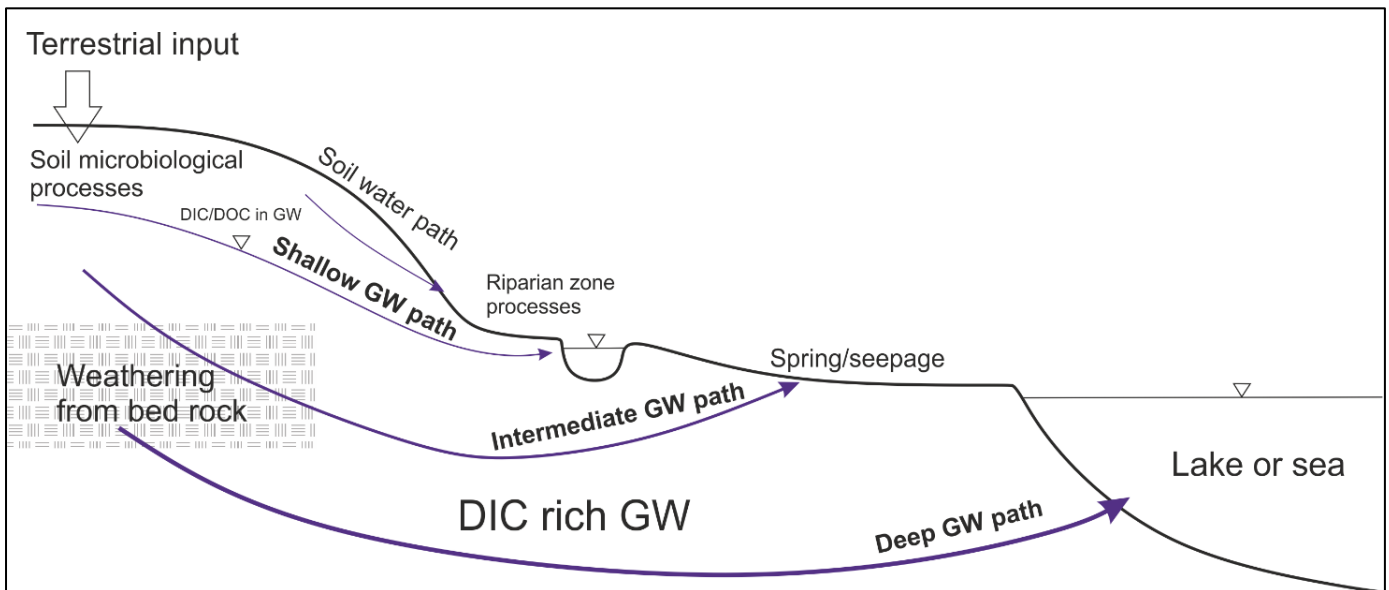 Terrestrial input
Soil microbiological
processes
Soil water path
DIC/DOC in GW
Shallow GW path
Riparian zone
processes
Spring/seepage
Weathering
from bed rock
Intermediate GW path
Lake or sea
DIC rich GW
Deep GW path